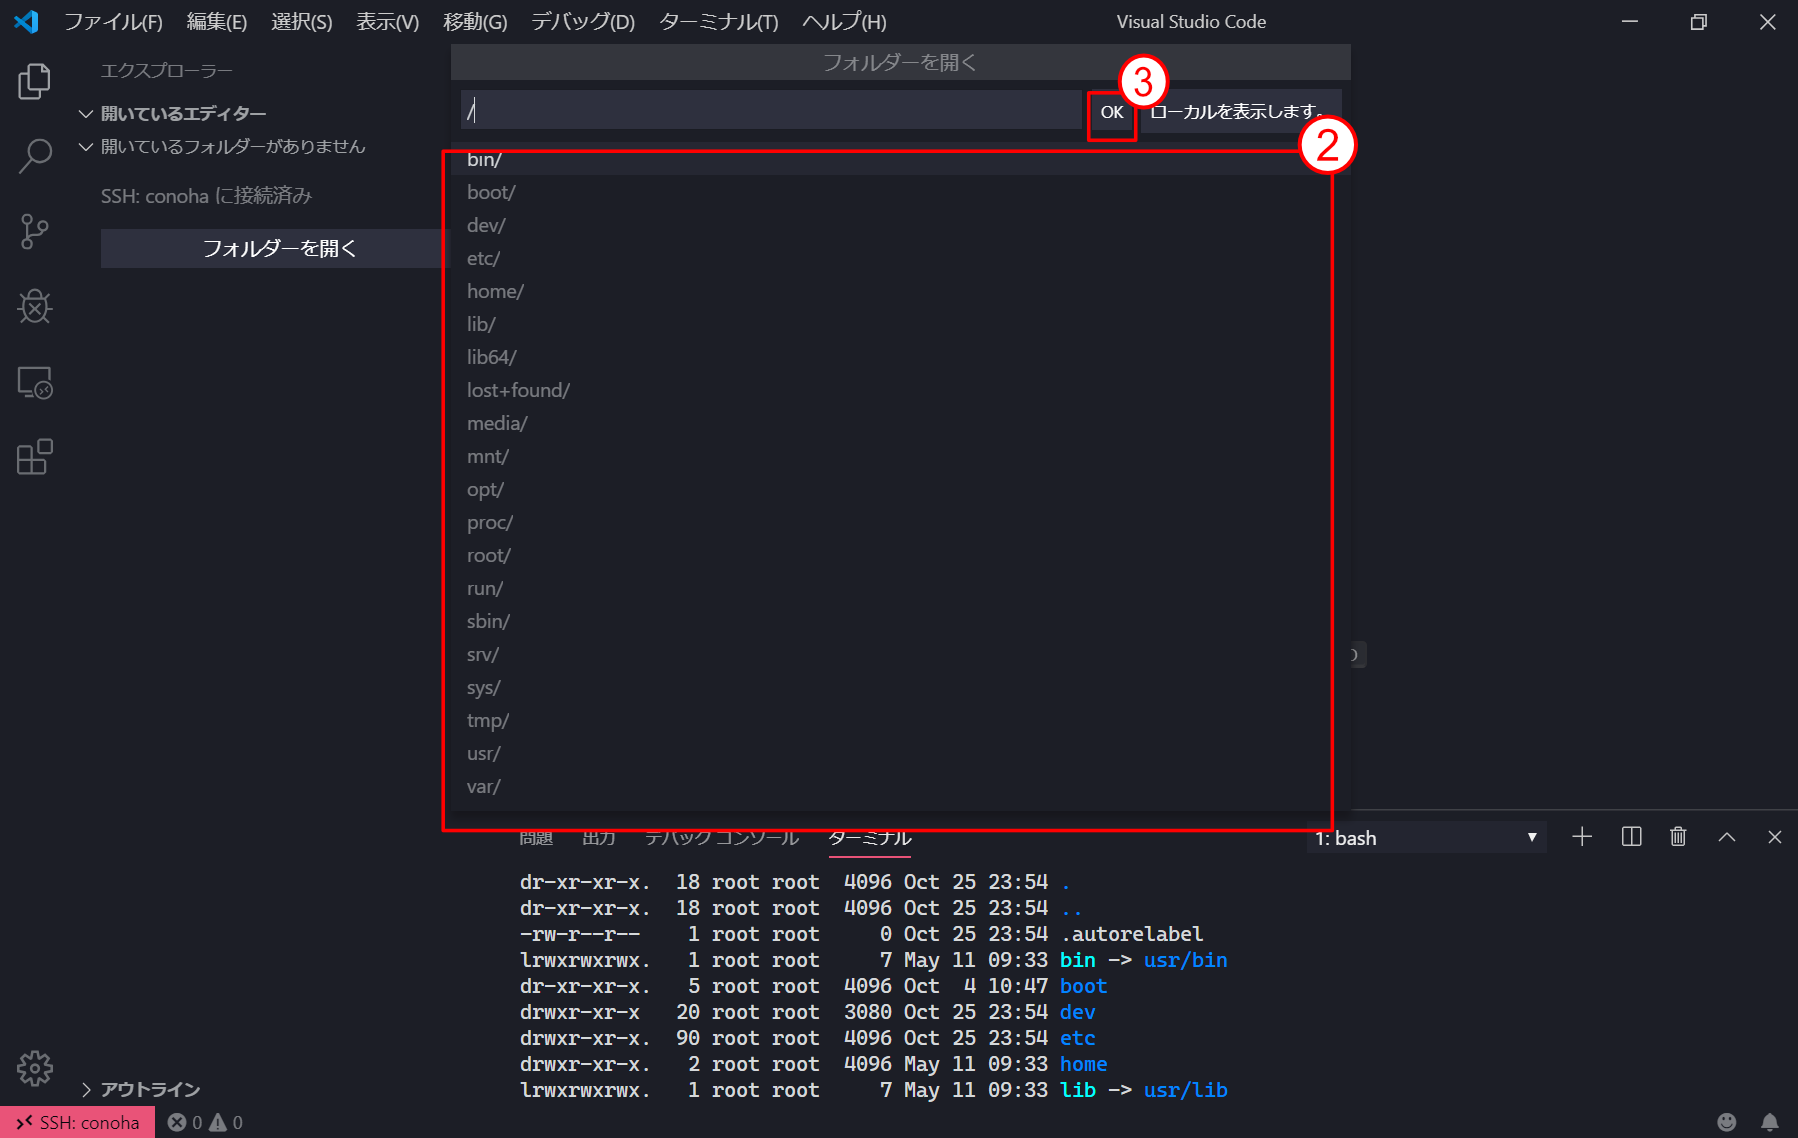 ファイル(F) 編集(E) 選択(S) 表示(V) 移動(G) デバッグ(D) ターミナル(T) ヘルプ(H) Visual Studio Code
エクスプローラー
開いているエディター
開いているフォルダーがありません
SSH: conoha に接続済み
フォルダーを開く
フォルダーを開く
/
OK
ローカルを表示します。
3
2
bin/
boot/
dev/
etc/
home/
lib/
lib64/
lost+found/
media/
mnt/
opt/
proc/
root/
run/
sbin/
srv/
sys/
tmp/
usr/
var/
問題 出力 デバッグ コンソール ターミナル 1: bash
dr-xr-xr-x. 18 root root 4096 Oct 25 23:54 .
dr-xr-xr-x. 18 root root 4096 Oct 25 23:54 ..
-rw-r--r-- 1 root root 0 Oct 25 23:54 .autorelabel
lrwxrwxrwx. 1 root root 7 May 11 09:33 bin -> usr/bin
dr-xr-xr-x. 5 root root 4096 Oct 4 10:47 boot
drwxr-xr-x 20 root root 3080 Oct 25 23:54 dev
drwxr-xr-x. 90 root root 4096 Oct 25 23:54 etc
drwxr-xr-x. 2 root root 4096 May 11 09:33 home
lrwxrwxrwx. 1 root root 7 May 11 09:33 lib -> usr/lib
アウトライン
SSH: conoha 0 0